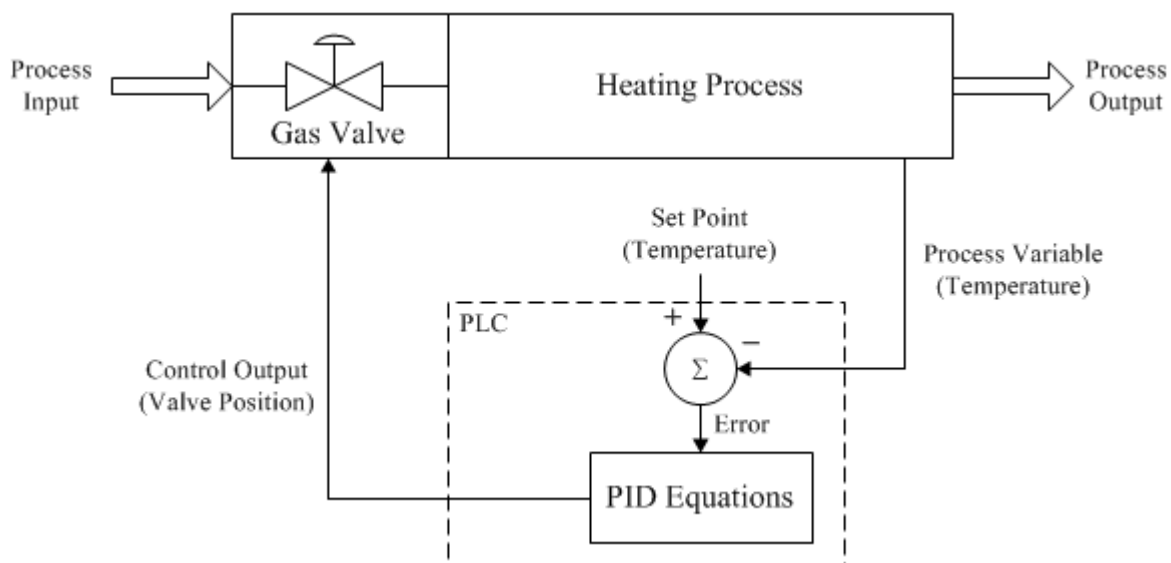 Process
Input
Gas Valve
Heating Process
Process
Output
Set Point
(Temperature)
Process Variable
(Temperature)
PLC
+
−
Σ
Control Output
(Valve Position)
Error
PID Equations